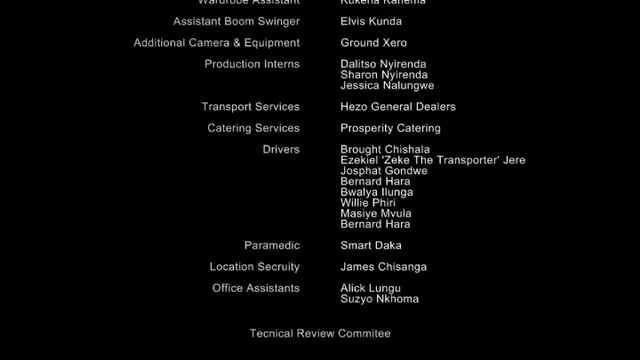 Wardrobe Assistant Kukena Kanema
Assistant Boom Swinger Elvis Kunda
Additional Camera & Equipment Ground Xero
Production Interns Dalitso Nyirenda
Sharon Nyirenda
Jessica Nalungwe
Transport Services Hezo General Dealers
Catering Services Prosperity Catering
Drivers Brought Chishala
Ezekiel 'Zeke The Transporter' Jere
Josphat Gondwe
Bernard Hara
Bwalya Ilunga
Willie Phiri
Masiye Mvula
Bernard Hara
Paramedic Smart Daka
Location Secruity James Chisanga
Office Assistants Alick Lungu
Suzyo Nkhoma
Tecnical Review Commitee